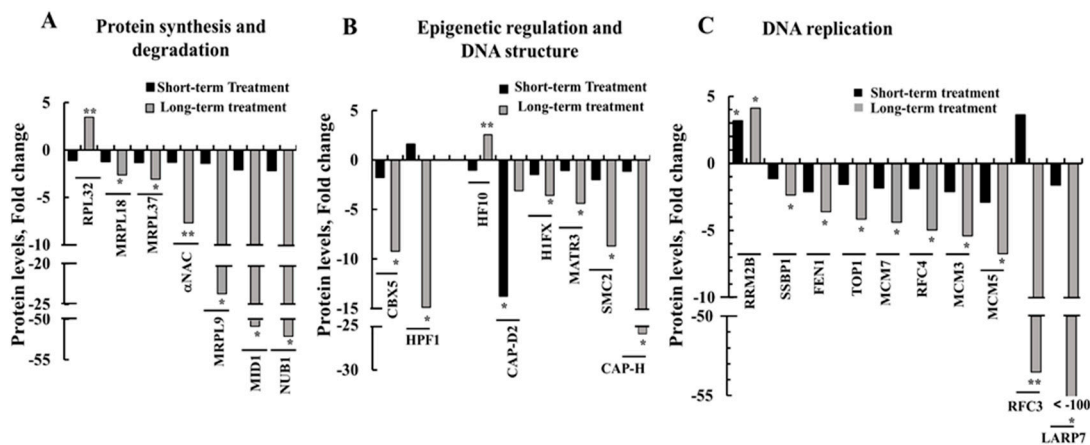 A
Protein synthesis and
degradation
Short-term Treatment
Long-term treatment
Protein levels, Fold change
5
0
-5
-10
-20
-25
-50
-55
RPL32
**
MRPL18
*
MRPL37
*
αNAC
**
MRPL9
*
MID1
*
NUB1
*
B
Epigenetic regulation and
DNA structure
Short-term Treatment
Long-term treatment
Protein levels, Fold change
5
0
-5
-10
-15
-25
-30
CBX5
*
HPF1
*
HF10
**
CAP-D2
*
H1FX
*
MATR3
*
SMC2
*
CAP-H
*
C
DNA replication
Short-term Treatment
Long-term treatment
Protein levels, Fold change
5
0
-5
-10
-50
-55
*
*
RRM2B
SSBP1
*
FEN1
*
TOP1
*
MCM7
*
RFC4
*
MCM3
*
MCM5
*
RFC3
**
< -100
*
LARP7